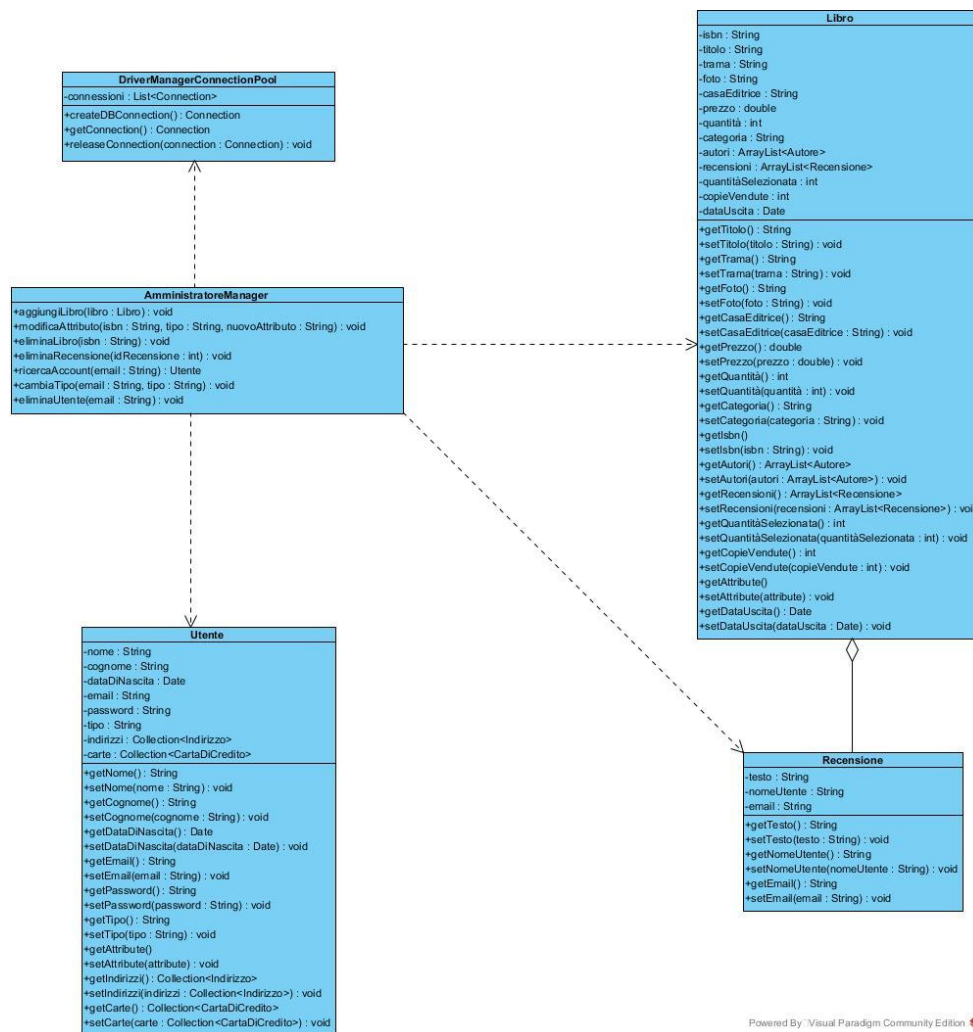 DriverManagerConnectionPool
-connessioni : List<Connection>
+createDBConnection() : Connection
+getConnection() : Connection
+releaseConnection(connection : Connection) : void
AmministratoreManager
+aggiungiLibro(libro : Libro) : void
+modificaAttributo(isbn : String, tipo : String, nuovoAttributo : String) : void
+eliminaLibro(isbn : String) : void
+eliminaRecensione(idRecensione : int) : void
+ricercaAccount(email : String) : Utente
+cambiaTipo(email : String, tipo : String) : void
+eliminaUtente(email : String) : void
Libro
-isbn : String
-titolo : String
-trama : String
-foto : String
-casaEditrice : String
-prezzo : double
-quantità : int
-categoria : String
-autori : ArrayList<Autore>
-recensioni : ArrayList<Recensione>
-quantitàSelezionata : int
-copieVendute : int
-dataUscita : Date
+getTitolo() : String
+setTitolo(titolo : String) : void
+getTrama() : String
+setTrama(trama : String) : void
+getFoto() : String
+setFoto(foto : String) : void
+getCasaEditrice() : String
+setCasaEditrice(casaEditrice : String) : void
+getPrezzo() : double
+setPrezzo(prezzo : double) : void
+getQuantità() : int
+setQuantità(quantità : int) : void
+getCategoria() : String
+setCategoria(categoria : String) : void
+getIsbn()
+setIsbn(isbn : String) : void
+getAutori() : ArrayList<Autore>
+setAutori(autori : ArrayList<Autore>) : void
+getRecensioni() : ArrayList<Recensione>
+setRecensioni(recensioni : ArrayList<Recensione>) : voi
+getQuantitàSelezionata() : int
+setQuantitàSelezionata(quantitàSelezionata : int) : void
+getCopieVendute() : int
+setCopieVendute(copieVendute : int) : void
+getAttribute()
+setAttribute(attribute) : void
+getDataUscita() : Date
+setDataUscita(dataUscita : Date) : void
Utente
-nome : String
-cognome : String
-dataDiNascita : Date
-email : String
-password : String
-tipo : String
-indirizzi : Collection<Indirizzo>
-carte : Collection<CartaDiCredito>
+getNome() : String
+setNome(nome : String) : void
+getCognome() : String
+setCognome(cognome : String) : void
+getDataDiNascita() : Date
+setDataDiNascita(dataDiNascita : Date) : void
+getEmail() : String
+setEmail(email : String) : void
+getPassword() : String
+setPassword(password : String) : void
+getTipo() : String
+setTipo(tipo : String) : void
+getAttribute()
+setAttribute(attribute) : void
+getIndirizzi() : Collection<Indirizzo>
+setIndirizzi(indirizzi : Collection<Indirizzo>) : void
+getCarte() : Collection<CartaDiCredito>
+setCarte(carte : Collection<CartaDiCredito>) : void
Recensione
-testo : String
-nomeUtente : String
-email : String
+getTesto() : String
+setTesto(testo : String) : void
+getNomeUtente() : String
+setNomeUtente(nomeUtente : String) : void
+getEmail() : String
+setEmail(email : String) : void
Powered By Visual Paradigm Community Edition